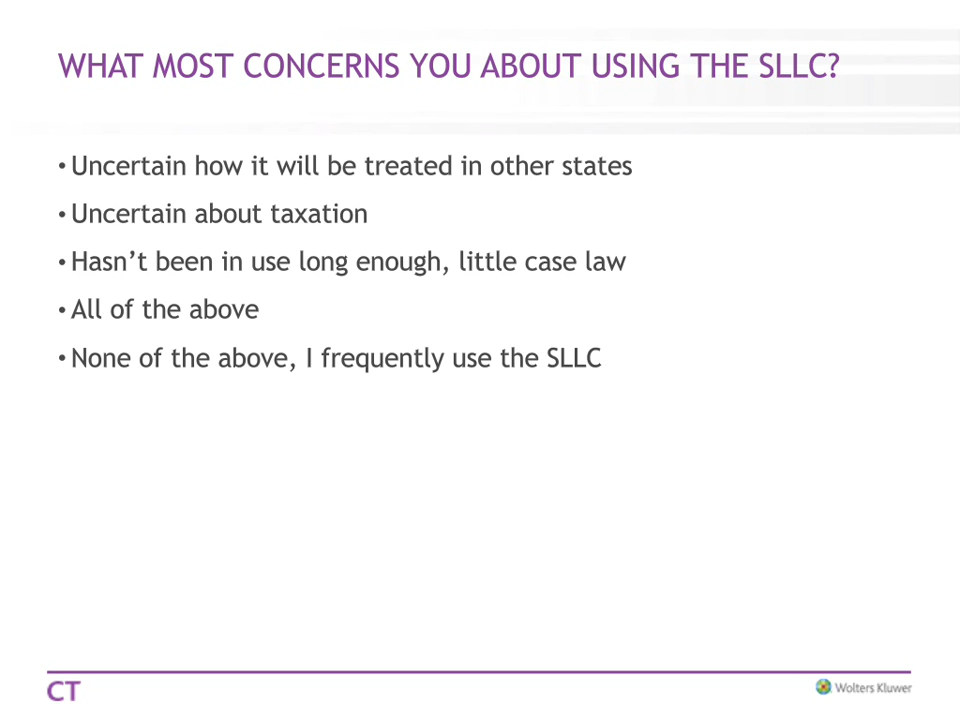 WHAT MOST CONCERNS YOU ABOUT USING THE SLLC?
• Uncertain how it will be treated in other states
• Uncertain about taxation
• Hasn’t been in use long enough, little case law
• All of the above
• None of the above, I frequently use the SLLC
CT
Wolters Kluwer